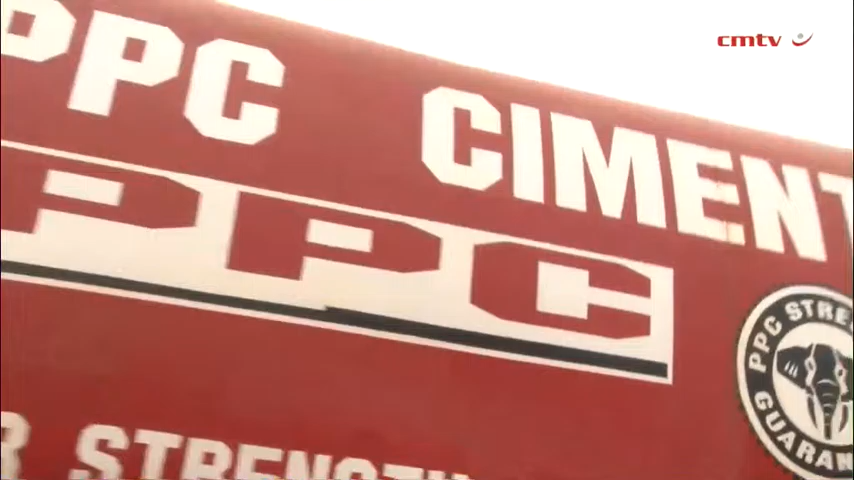 cmtv
PPC CIMENT
PPC
STRENGTH
PPC STRE
GUARAN